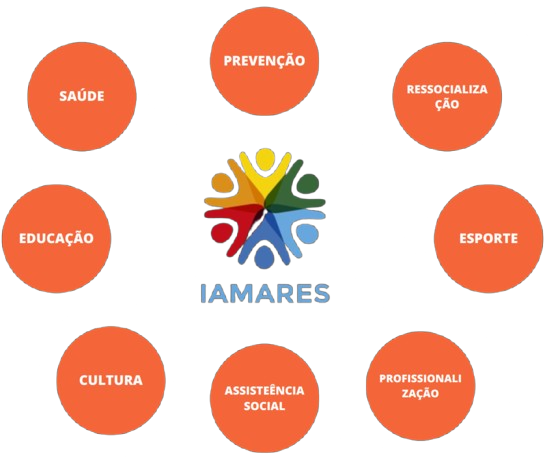 PREVENÇÃO
SAÚDE
RESSOCIALIZA
ÇÃO
EDUCAÇÃO
ESPORTE
IAMARES
CULTURA
ASSISTEÊNCIA
SOCIAL
PROFISSIONALI
ZAÇÃO